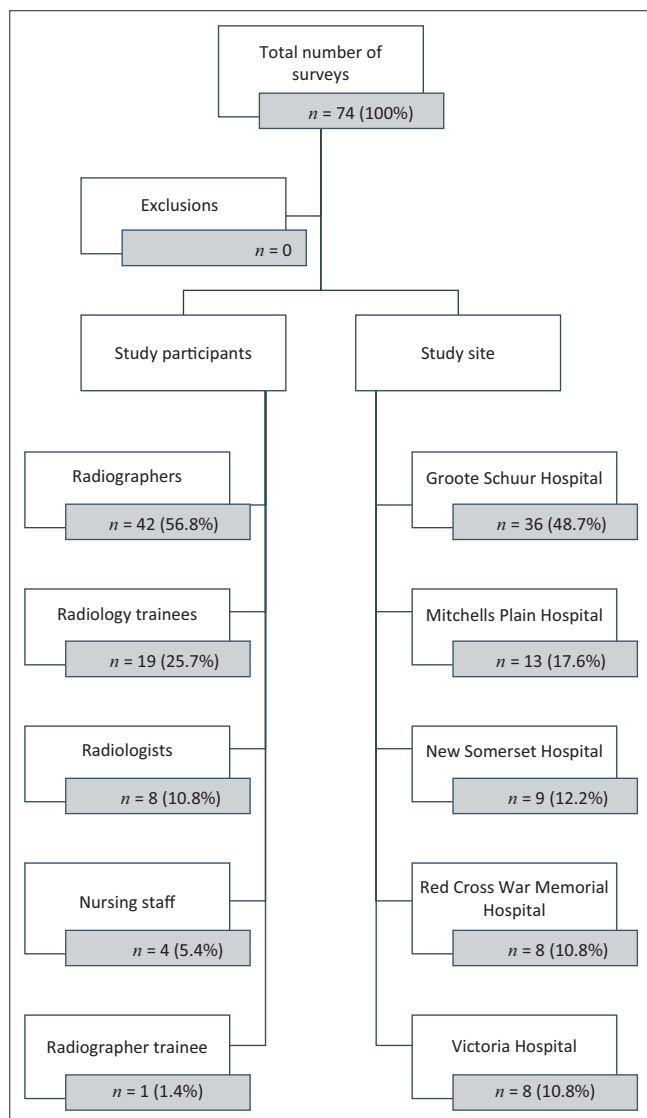 Total number of
surveys
n = 74 (100%)
Exclusions
n = 0
Study participants
Study site
Radiographers
n = 42 (56.8%)
Radiology trainees
n = 19 (25.7%)
Radiologists
n = 8 (10.8%)
Nursing staff
n = 4 (5.4%)
Radiographer trainee
n = 1 (1.4%)
Groote Schuur Hospital
n = 36 (48.7%)
Mitchells Plain Hospital
n = 13 (17.6%)
New Somerset Hospital
n = 9 (12.2%)
Red Cross War Memorial
Hospital
n = 8 (10.8%)
Victoria Hospital
n = 8 (10.8%)